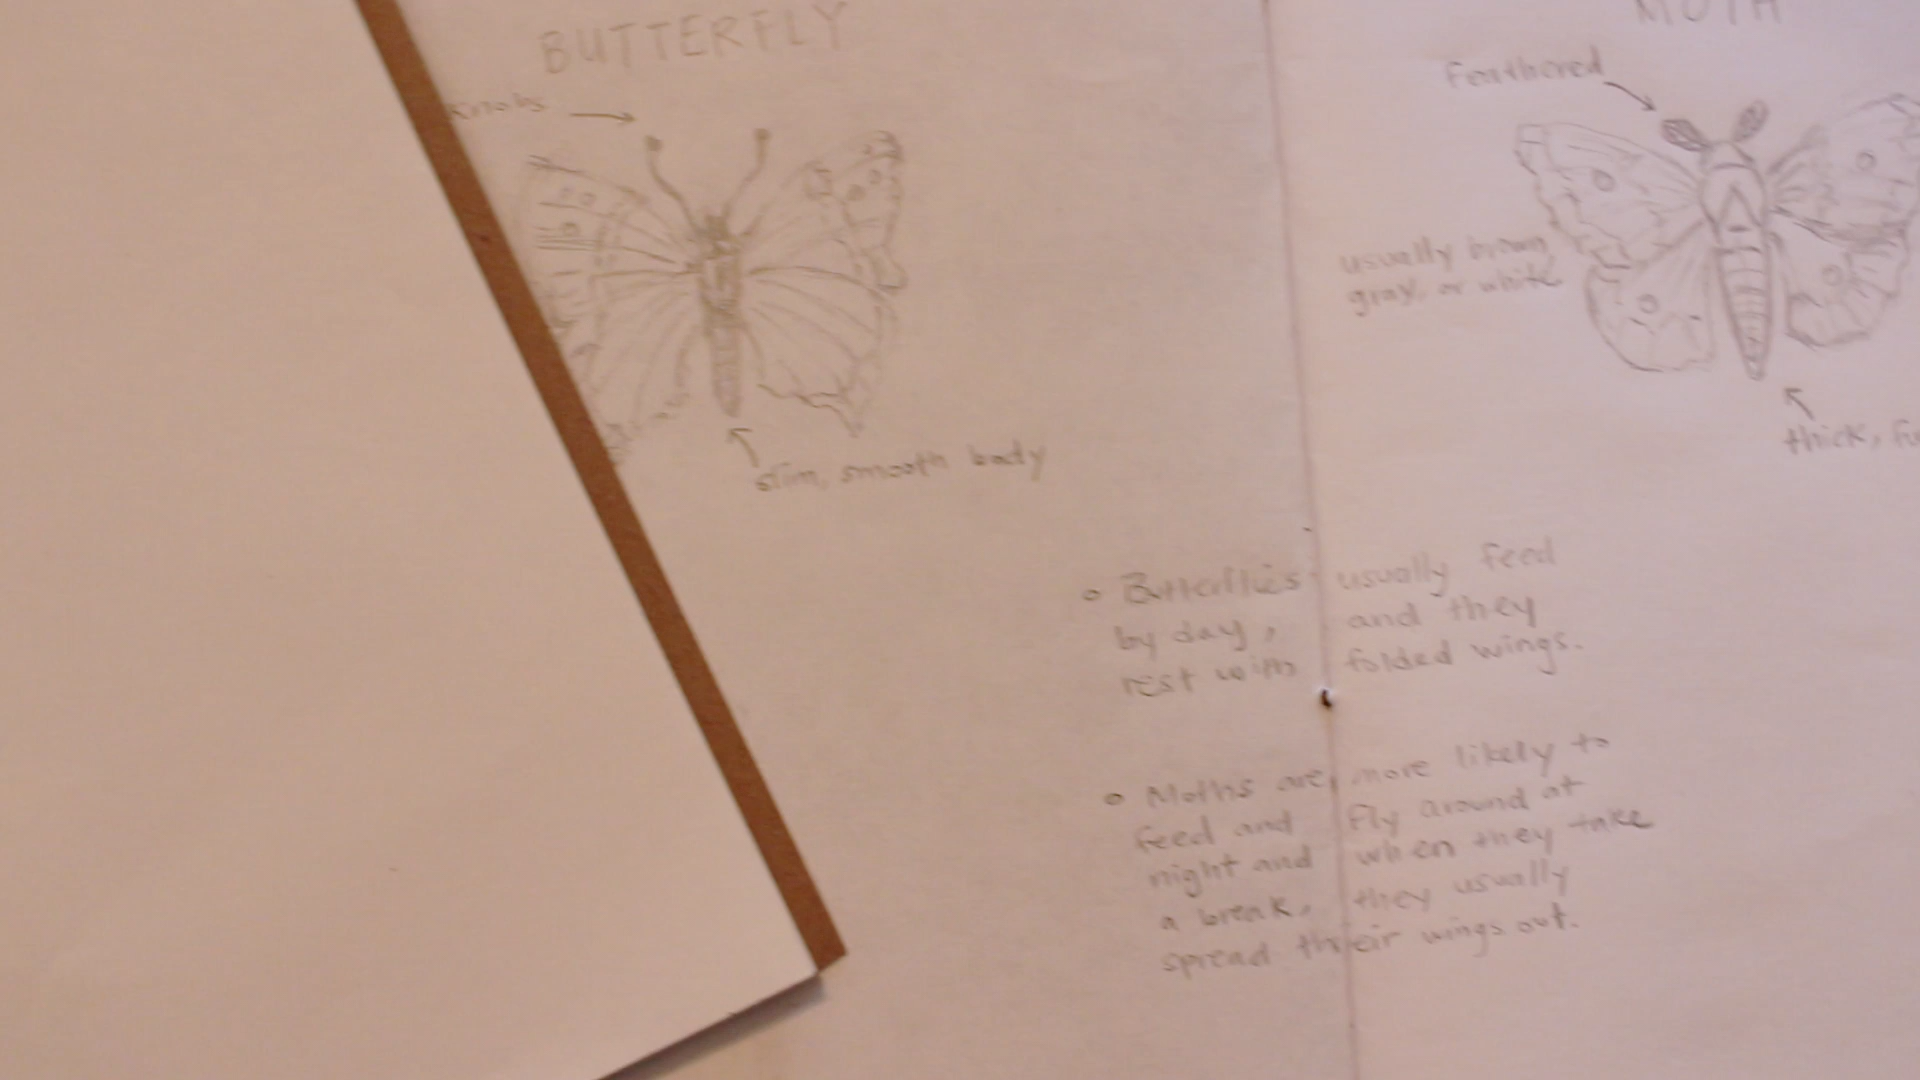 BUTTERFLY
Knobs
slim, smooth body
MOTH
Feathered
usually brown,
gray, or white
thick,
• Butterflies usually feed
by day, and they
rest with folded wings.
• Moths are more likely to
feed and fly around at
night and when they take
a break, they usually
spread their wings out.